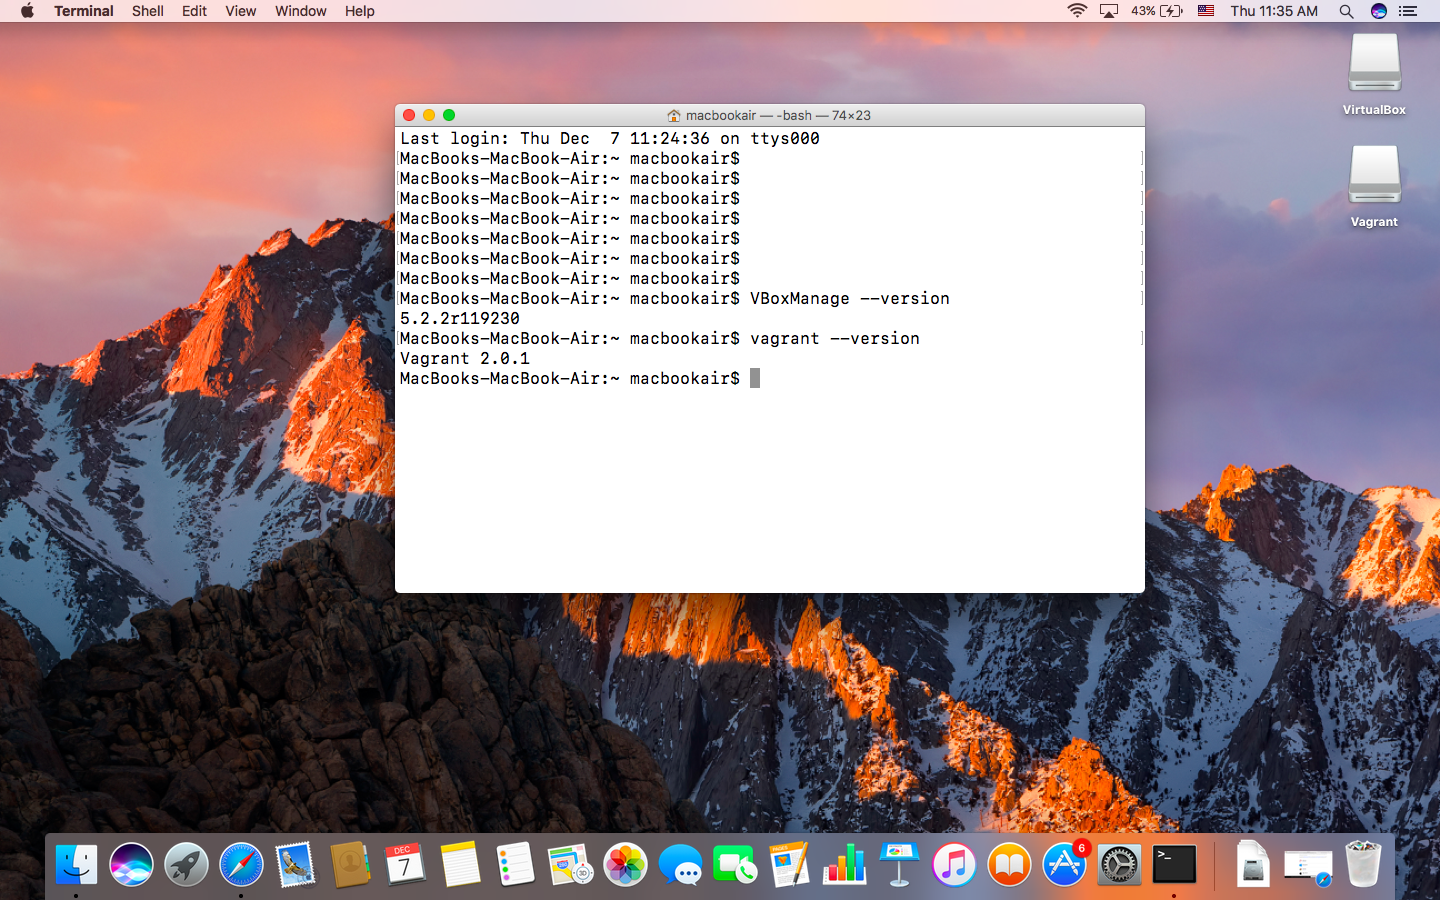 Terminal Shell Edit View Window Help 43% Thu 11:35 AM
VirtualBox
Vagrant
macbookair — -bash — 74×23
Last login: Thu Dec  7 11:24:36 on ttys000
[MacBooks-MacBook-Air:~ macbookair$ ]
[MacBooks-MacBook-Air:~ macbookair$ ]
[MacBooks-MacBook-Air:~ macbookair$ ]
[MacBooks-MacBook-Air:~ macbookair$ ]
[MacBooks-MacBook-Air:~ macbookair$ ]
[MacBooks-MacBook-Air:~ macbookair$ ]
[MacBooks-MacBook-Air:~ macbookair$ ]
[MacBooks-MacBook-Air:~ macbookair$ VBoxManage --version ]
5.2.2r119230
[MacBooks-MacBook-Air:~ macbookair$ vagrant --version ]
Vagrant 2.0.1
MacBooks-MacBook-Air:~ macbookair$
DEC
7
PAGES
3D
6
>_